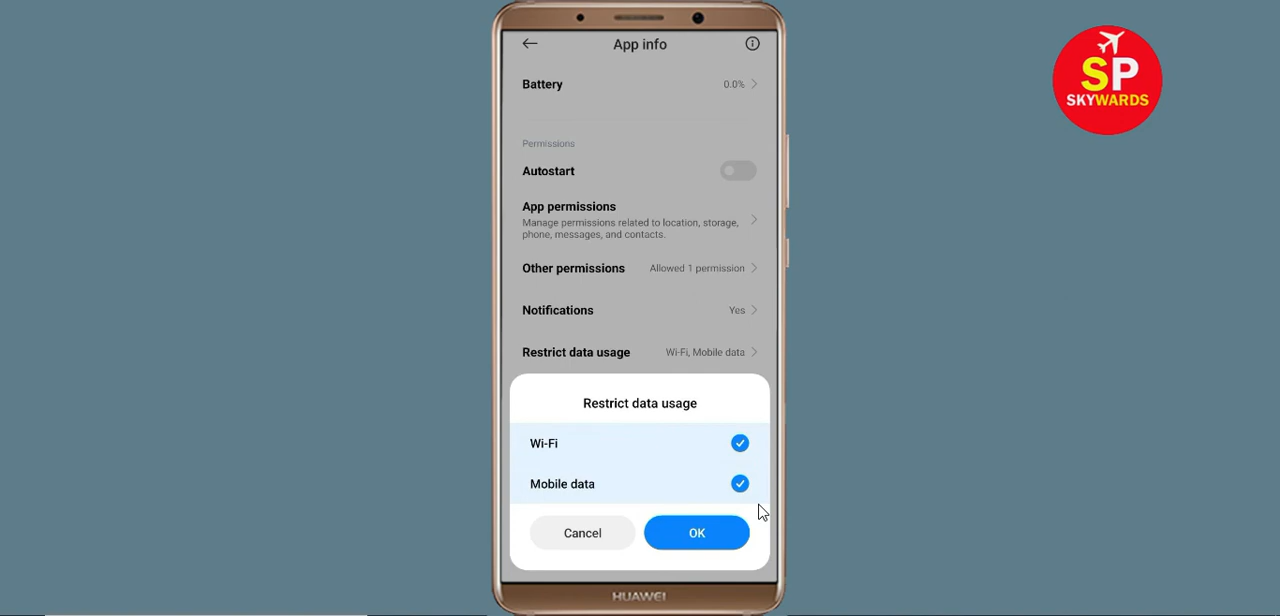 App info
Battery
0.0%
Permissions
Autostart
App permissions
Manage permissions related to location, storage,
phone, messages, and contacts.
Other permissions
Allowed 1 permission
Notifications
Yes
Restrict data usage
Wi-Fi, Mobile data
Restrict data usage
Wi-Fi
Mobile data
Cancel
OK
HUAWEI
SP
SKYWARDS